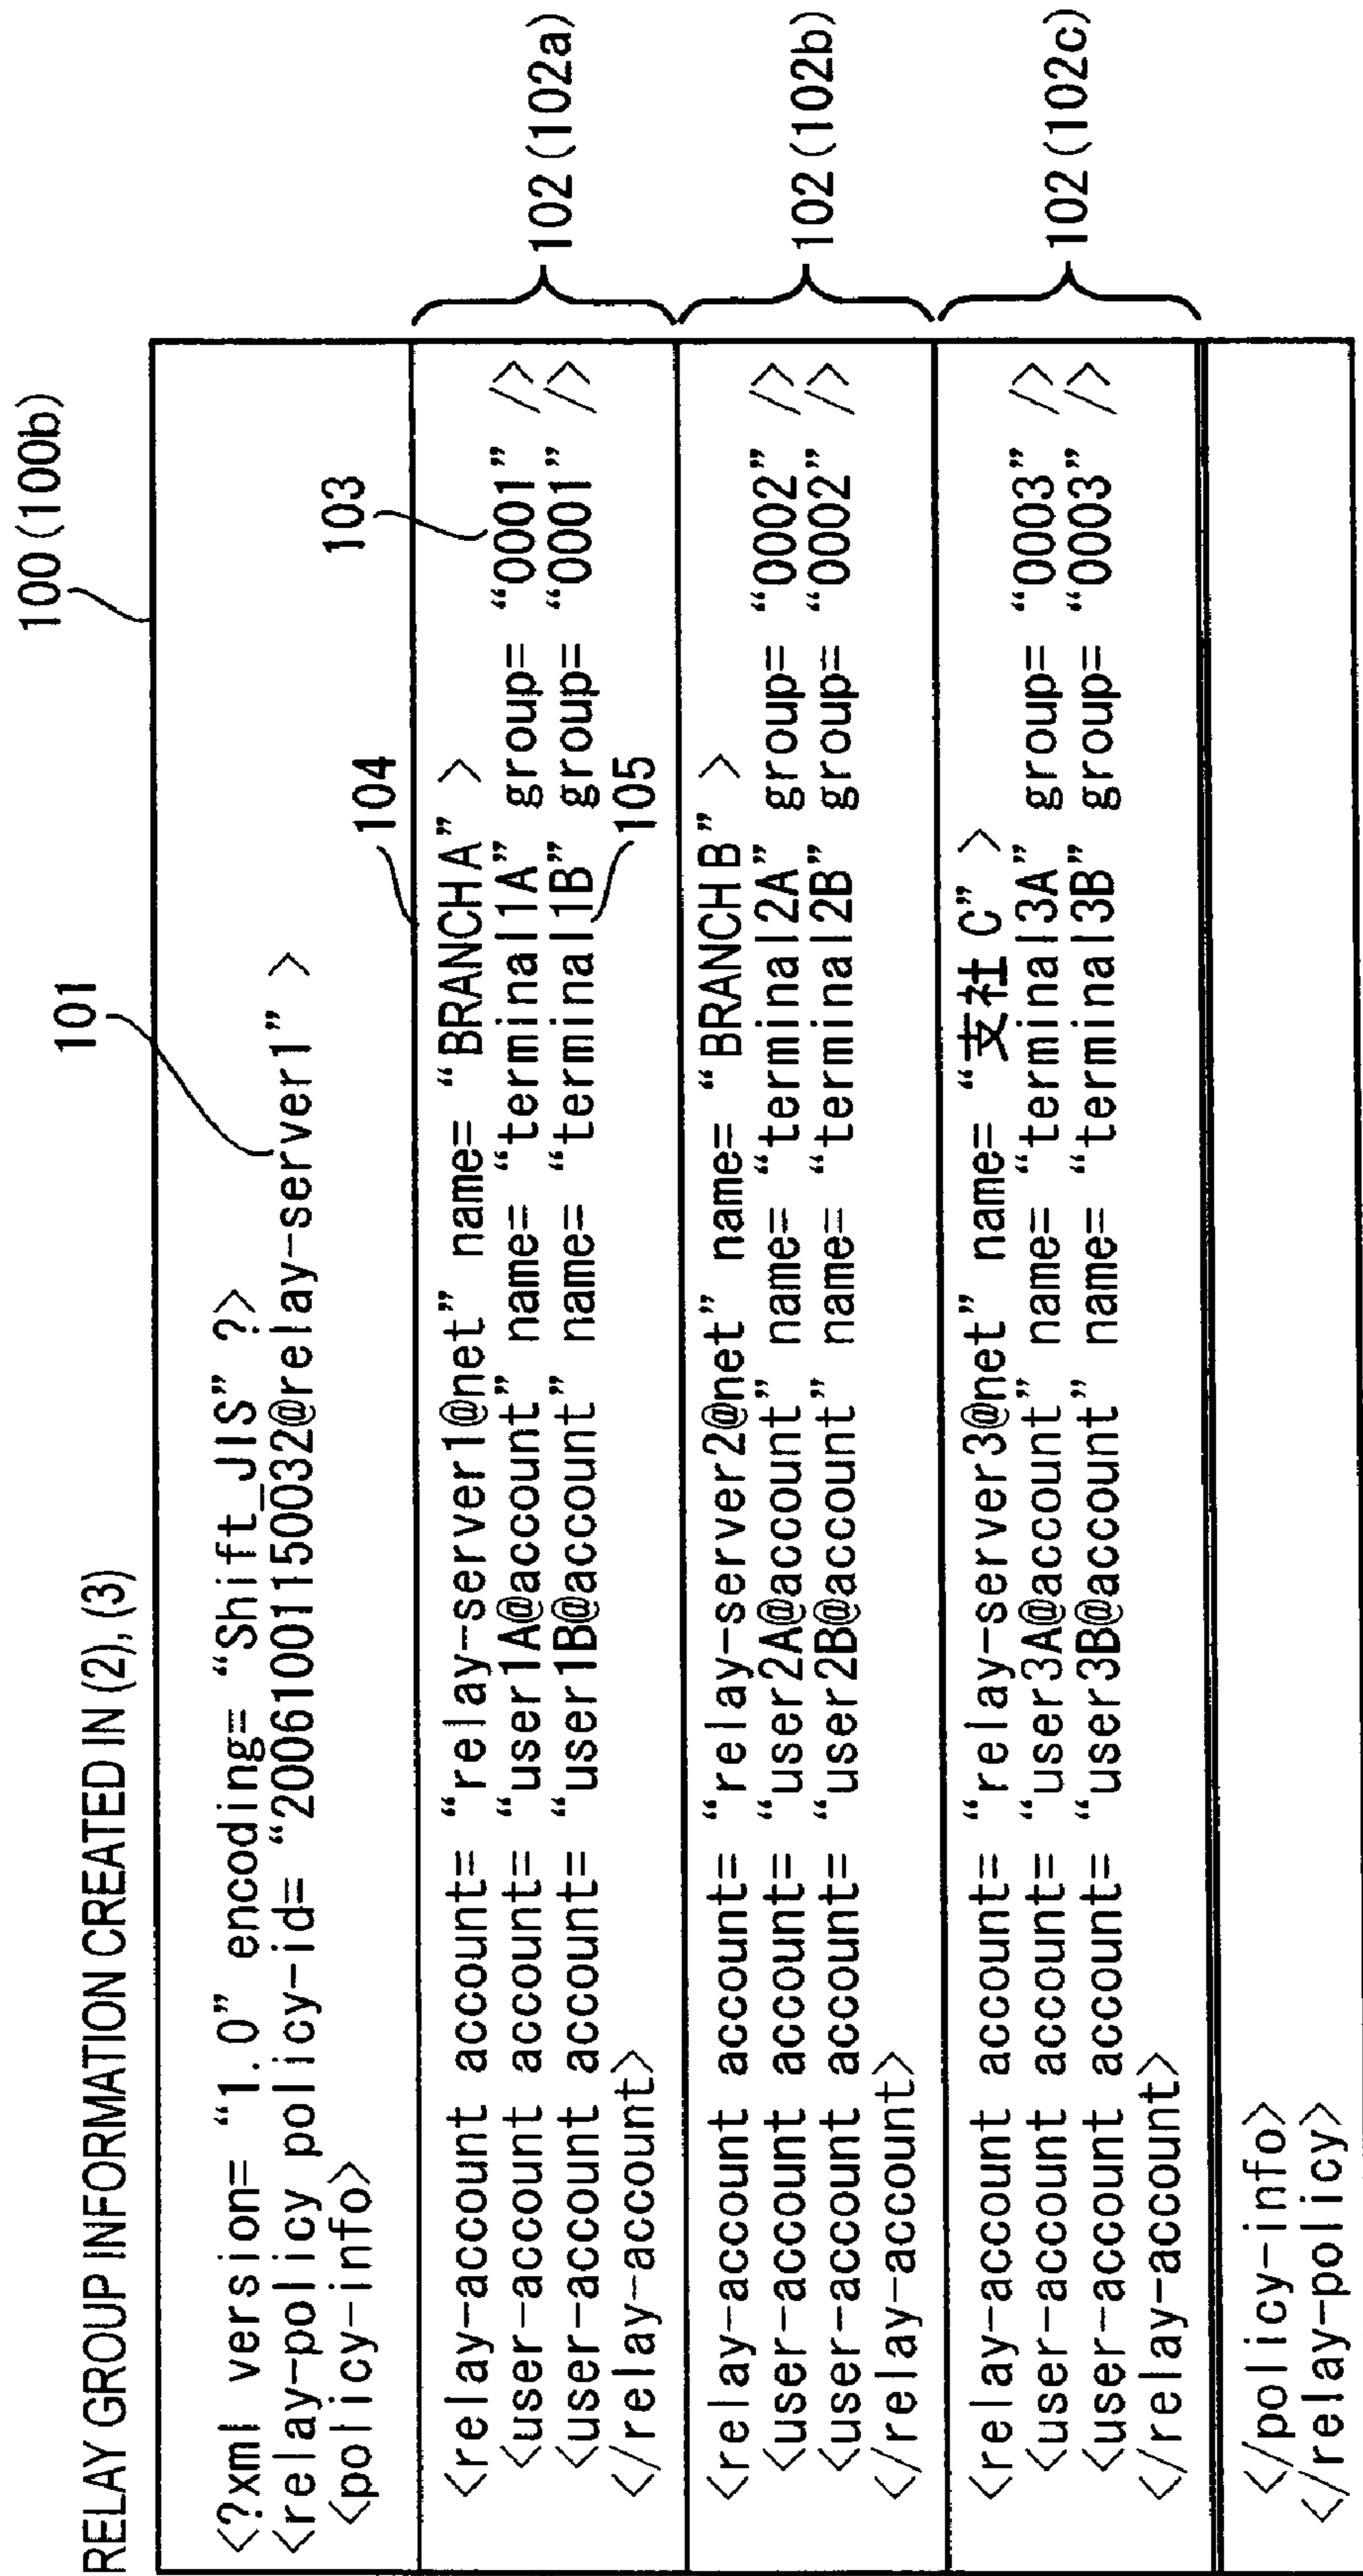 RELAY GROUP INFORMATION CREATED IN (2), (3)
100 (100b)
101
<?xml version= “1.0” encoding= “Shift_JIS” ?>
<relay-policy policy-id= “20061001150032@relay-server1” >
<policy-info>
104
103
102 (102a)
<relay-account account= “relay-server1@net” name= “BRANCH A” >
<user-account account= “user1A@account” name= “terminal1A” group= “0001” />
<user-account account= “user1B@account” name= “terminal1B” group= “0001” />
</relay-account>
105
102 (102b)
<relay-account account= “relay-server2@net” name= “BRANCH B” >
<user-account account= “user2A@account” name= “terminal2A” group= “0002” />
<user-account account= “user2B@account” name= “terminal2B” group= “0002” />
</relay-account>
102 (102c)
<relay-account account= “relay-server3@net” name= “支社 C” >
<user-account account= “user3A@account” name= “terminal3A” group= “0003” />
<user-account account= “user3B@account” name= “terminal3B” group= “0003” />
</relay-account>
</policy-info>
</relay-policy>